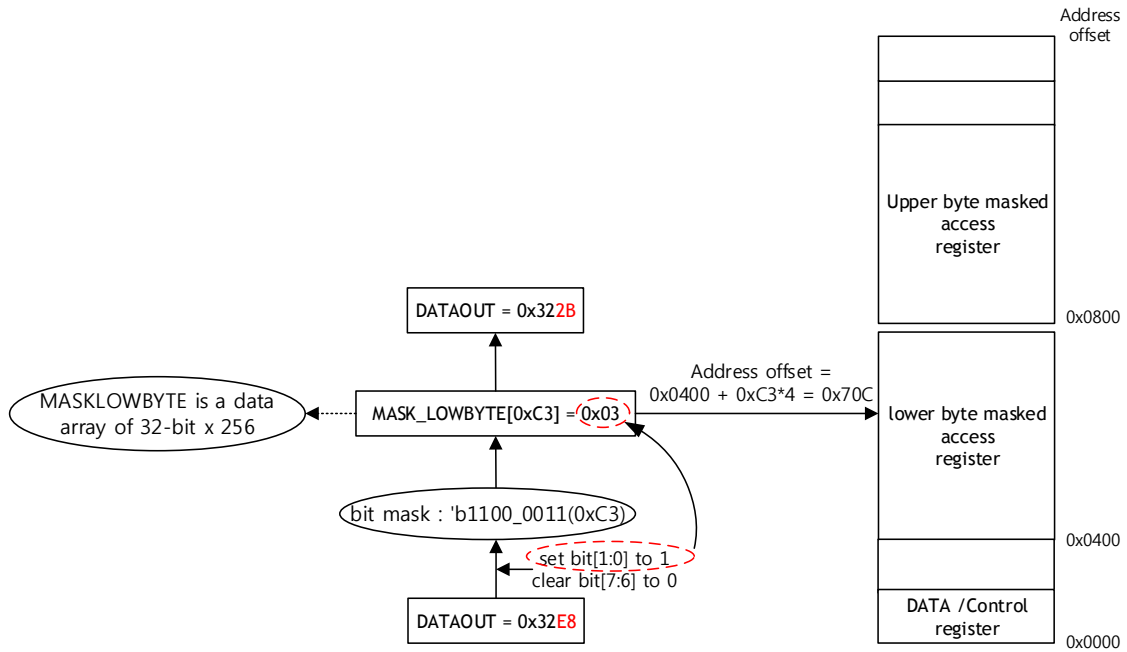 Address
offset
Upper byte masked
access
register
0x0800
DATAOUT = 0x322B
Address offset =
0x0400 + 0xC3*4 = 0x70C
MASKLOWBYTE is a data
array of 32-bit x 256
MASK_LOWBYTE[0xC3] = 0x03
lower byte masked
access
register
bit mask : 'b1100_0011(0xC3)
0x0400
set bit[1:0] to 1
clear bit[7:6] to 0
DATAOUT = 0x32E8
DATA /Control
register
0x0000